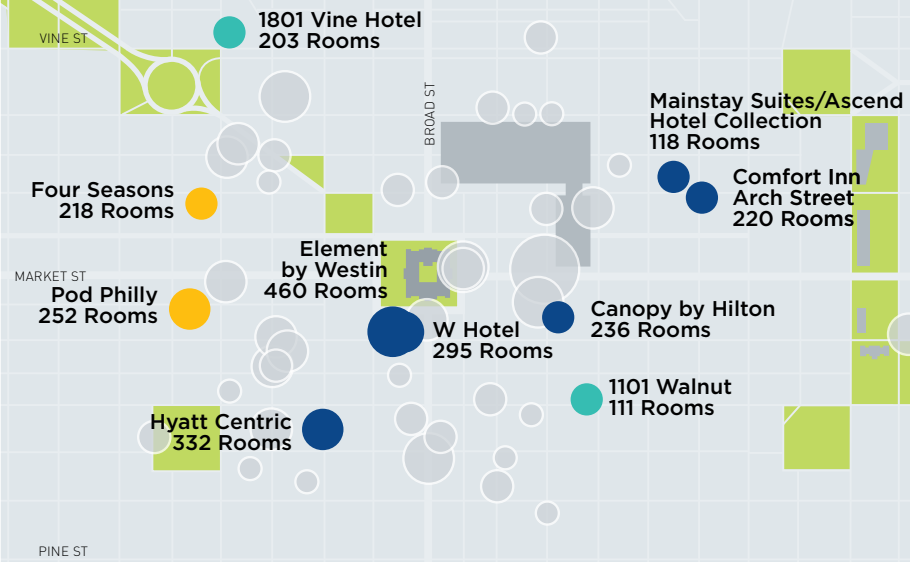 1801 Vine Hotel
203 Rooms
VINE ST
BROAD ST
Mainstay Suites/Ascend
Hotel Collection
118 Rooms
Comfort Inn
Arch Street
220 Rooms
Four Seasons
218 Rooms
Element
by Westin
460 Rooms
MARKET ST
Pod Philly
252 Rooms
Canopy by Hilton
236 Rooms
W Hotel
295 Rooms
1101 Walnut
111 Rooms
Hyatt Centric
332 Rooms
PINE ST